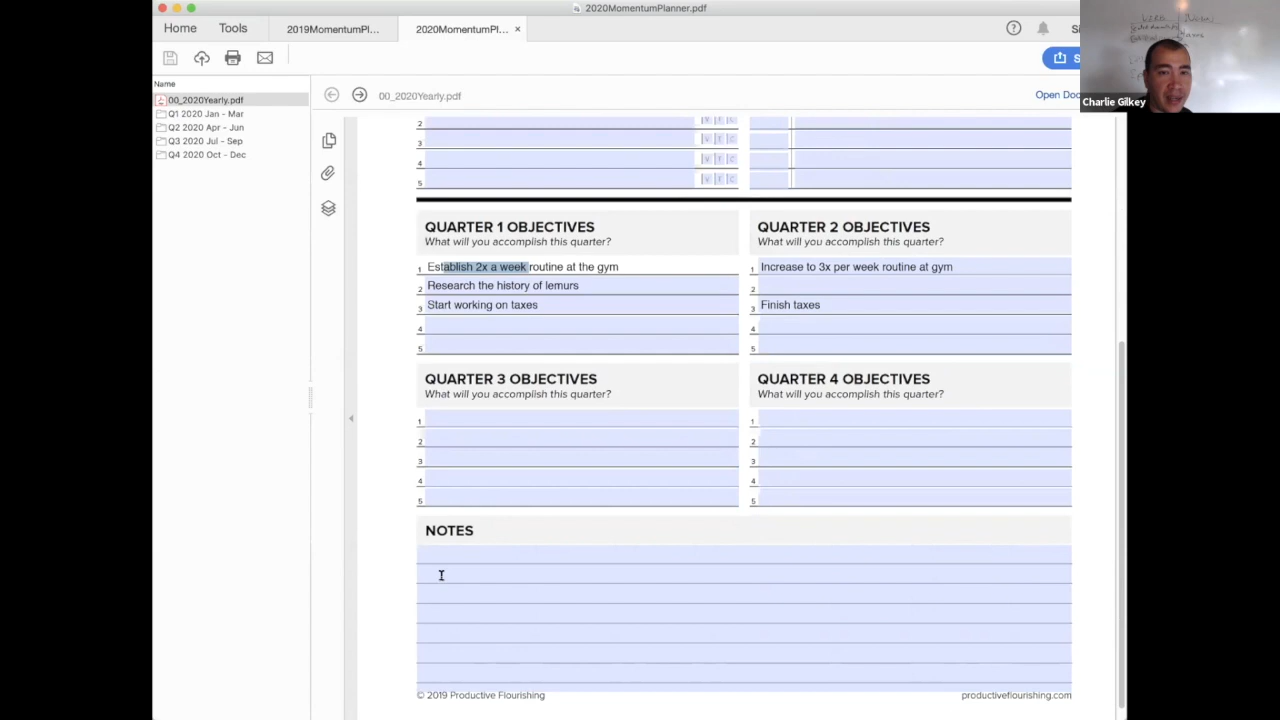 2020MomentumPlanner.pdf
Home Tools 2019MomentumPl... 2020MomentumPl... ×
Name
00_2020Yearly.pdf
Q1 2020 Jan - Mar
Q2 2020 Apr - Jun
Q3 2020 Jul - Sep
Q4 2020 Oct - Dec
00_2020Yearly.pdf
Charlie Gilkey
2
3
4
5
QUARTER 1 OBJECTIVES
What will you accomplish this quarter?
1 Establish 2x a week routine at the gym
2 Research the history of lemurs
3 Start working on taxes
4
5
QUARTER 2 OBJECTIVES
What will you accomplish this quarter?
1 Increase to 3x per week routine at gym
2
3 Finish taxes
4
5
QUARTER 3 OBJECTIVES
What will you accomplish this quarter?
1
2
3
4
5
QUARTER 4 OBJECTIVES
What will you accomplish this quarter?
1
2
3
4
5
NOTES
© 2019 Productive Flourishing
productiveflourishing.com